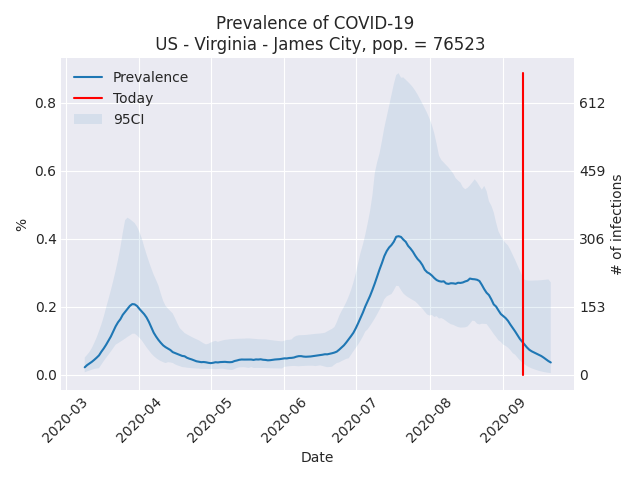 Prevalence of COVID-19
US - Virginia - James City, pop. = 76523
Prevalence
Today
95CI
0.8
0.6
0.4
0.2
0.0
%
612
459
306
153
0
# of infections
2020-03
2020-04
2020-05
2020-06
2020-07
2020-08
2020-09
Date